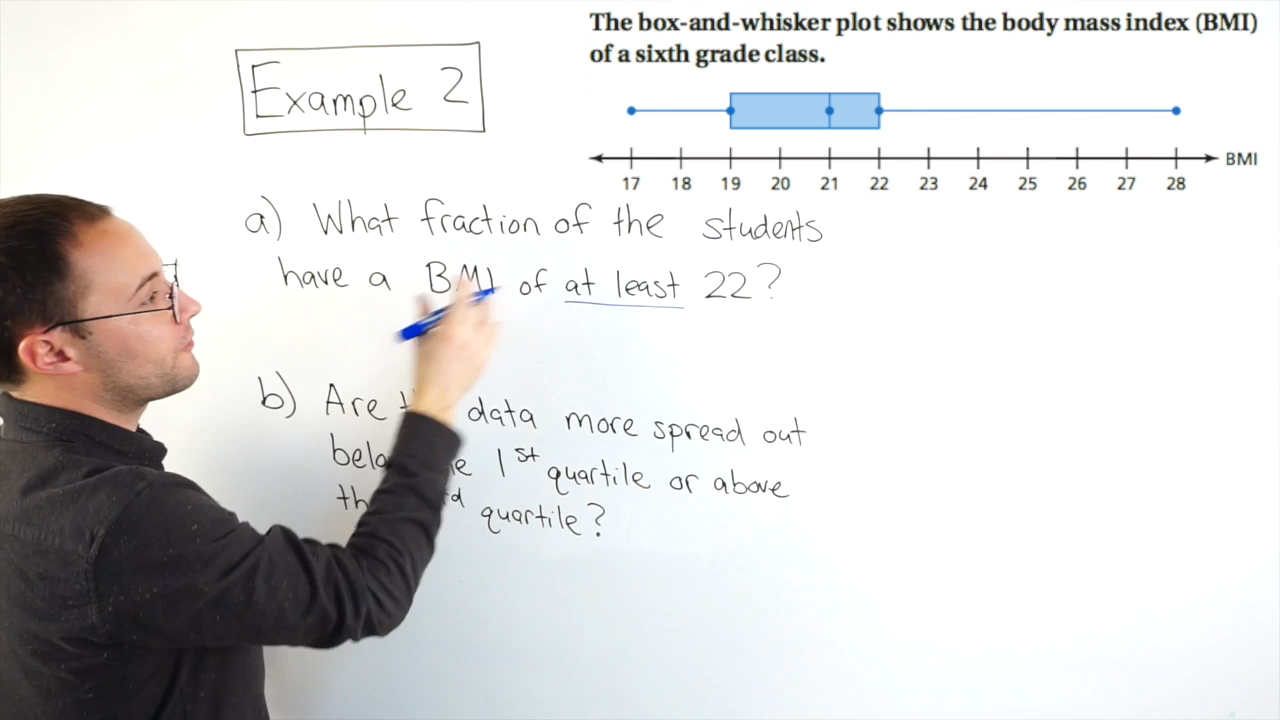 The box-and-whisker plot shows the body mass index (BMI)
of a sixth grade class.
BMI
17 18 19 20 21 22 23 24 25 26 27 28
Example 2
a) What fraction of the students
have a BMI of at least 22?
b) Are data more spread out
1st quartile or above
quartile?